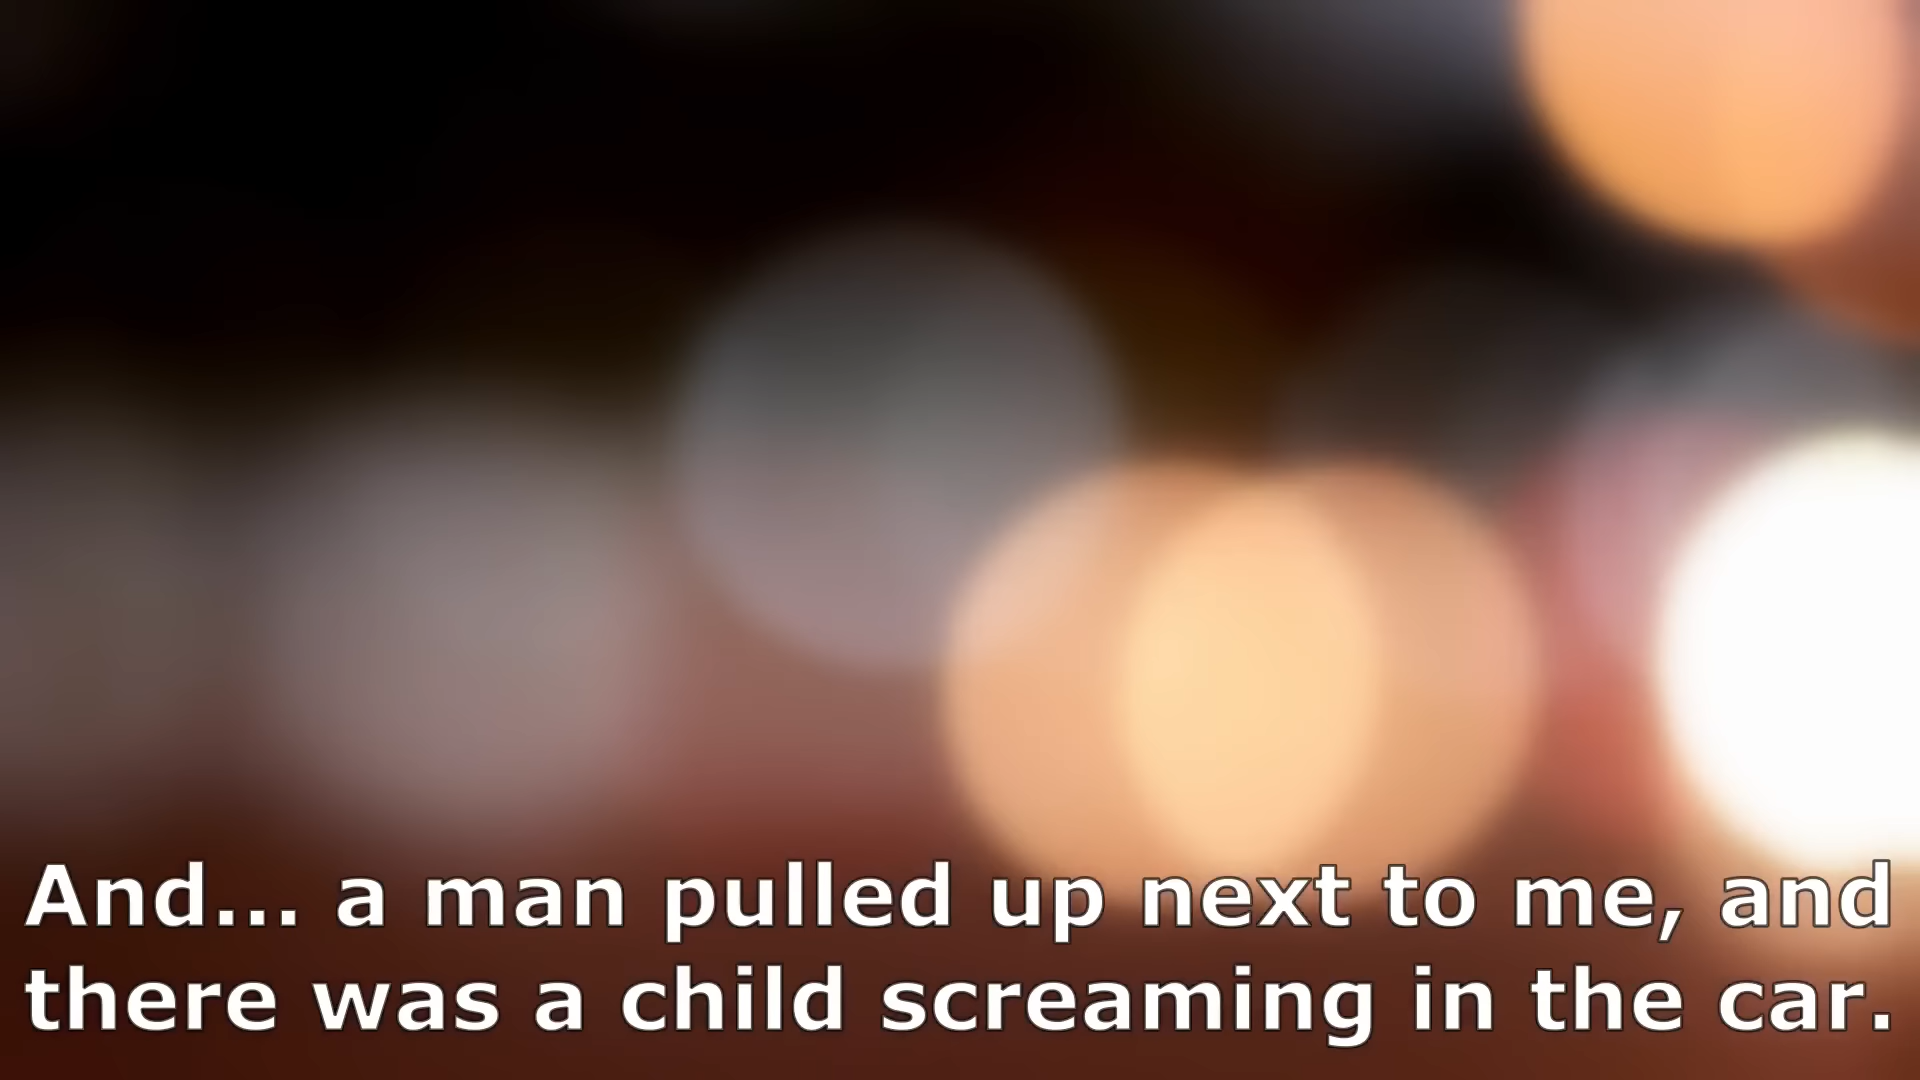 And... a man pulled up next to me, and
there was a child screaming in the car.